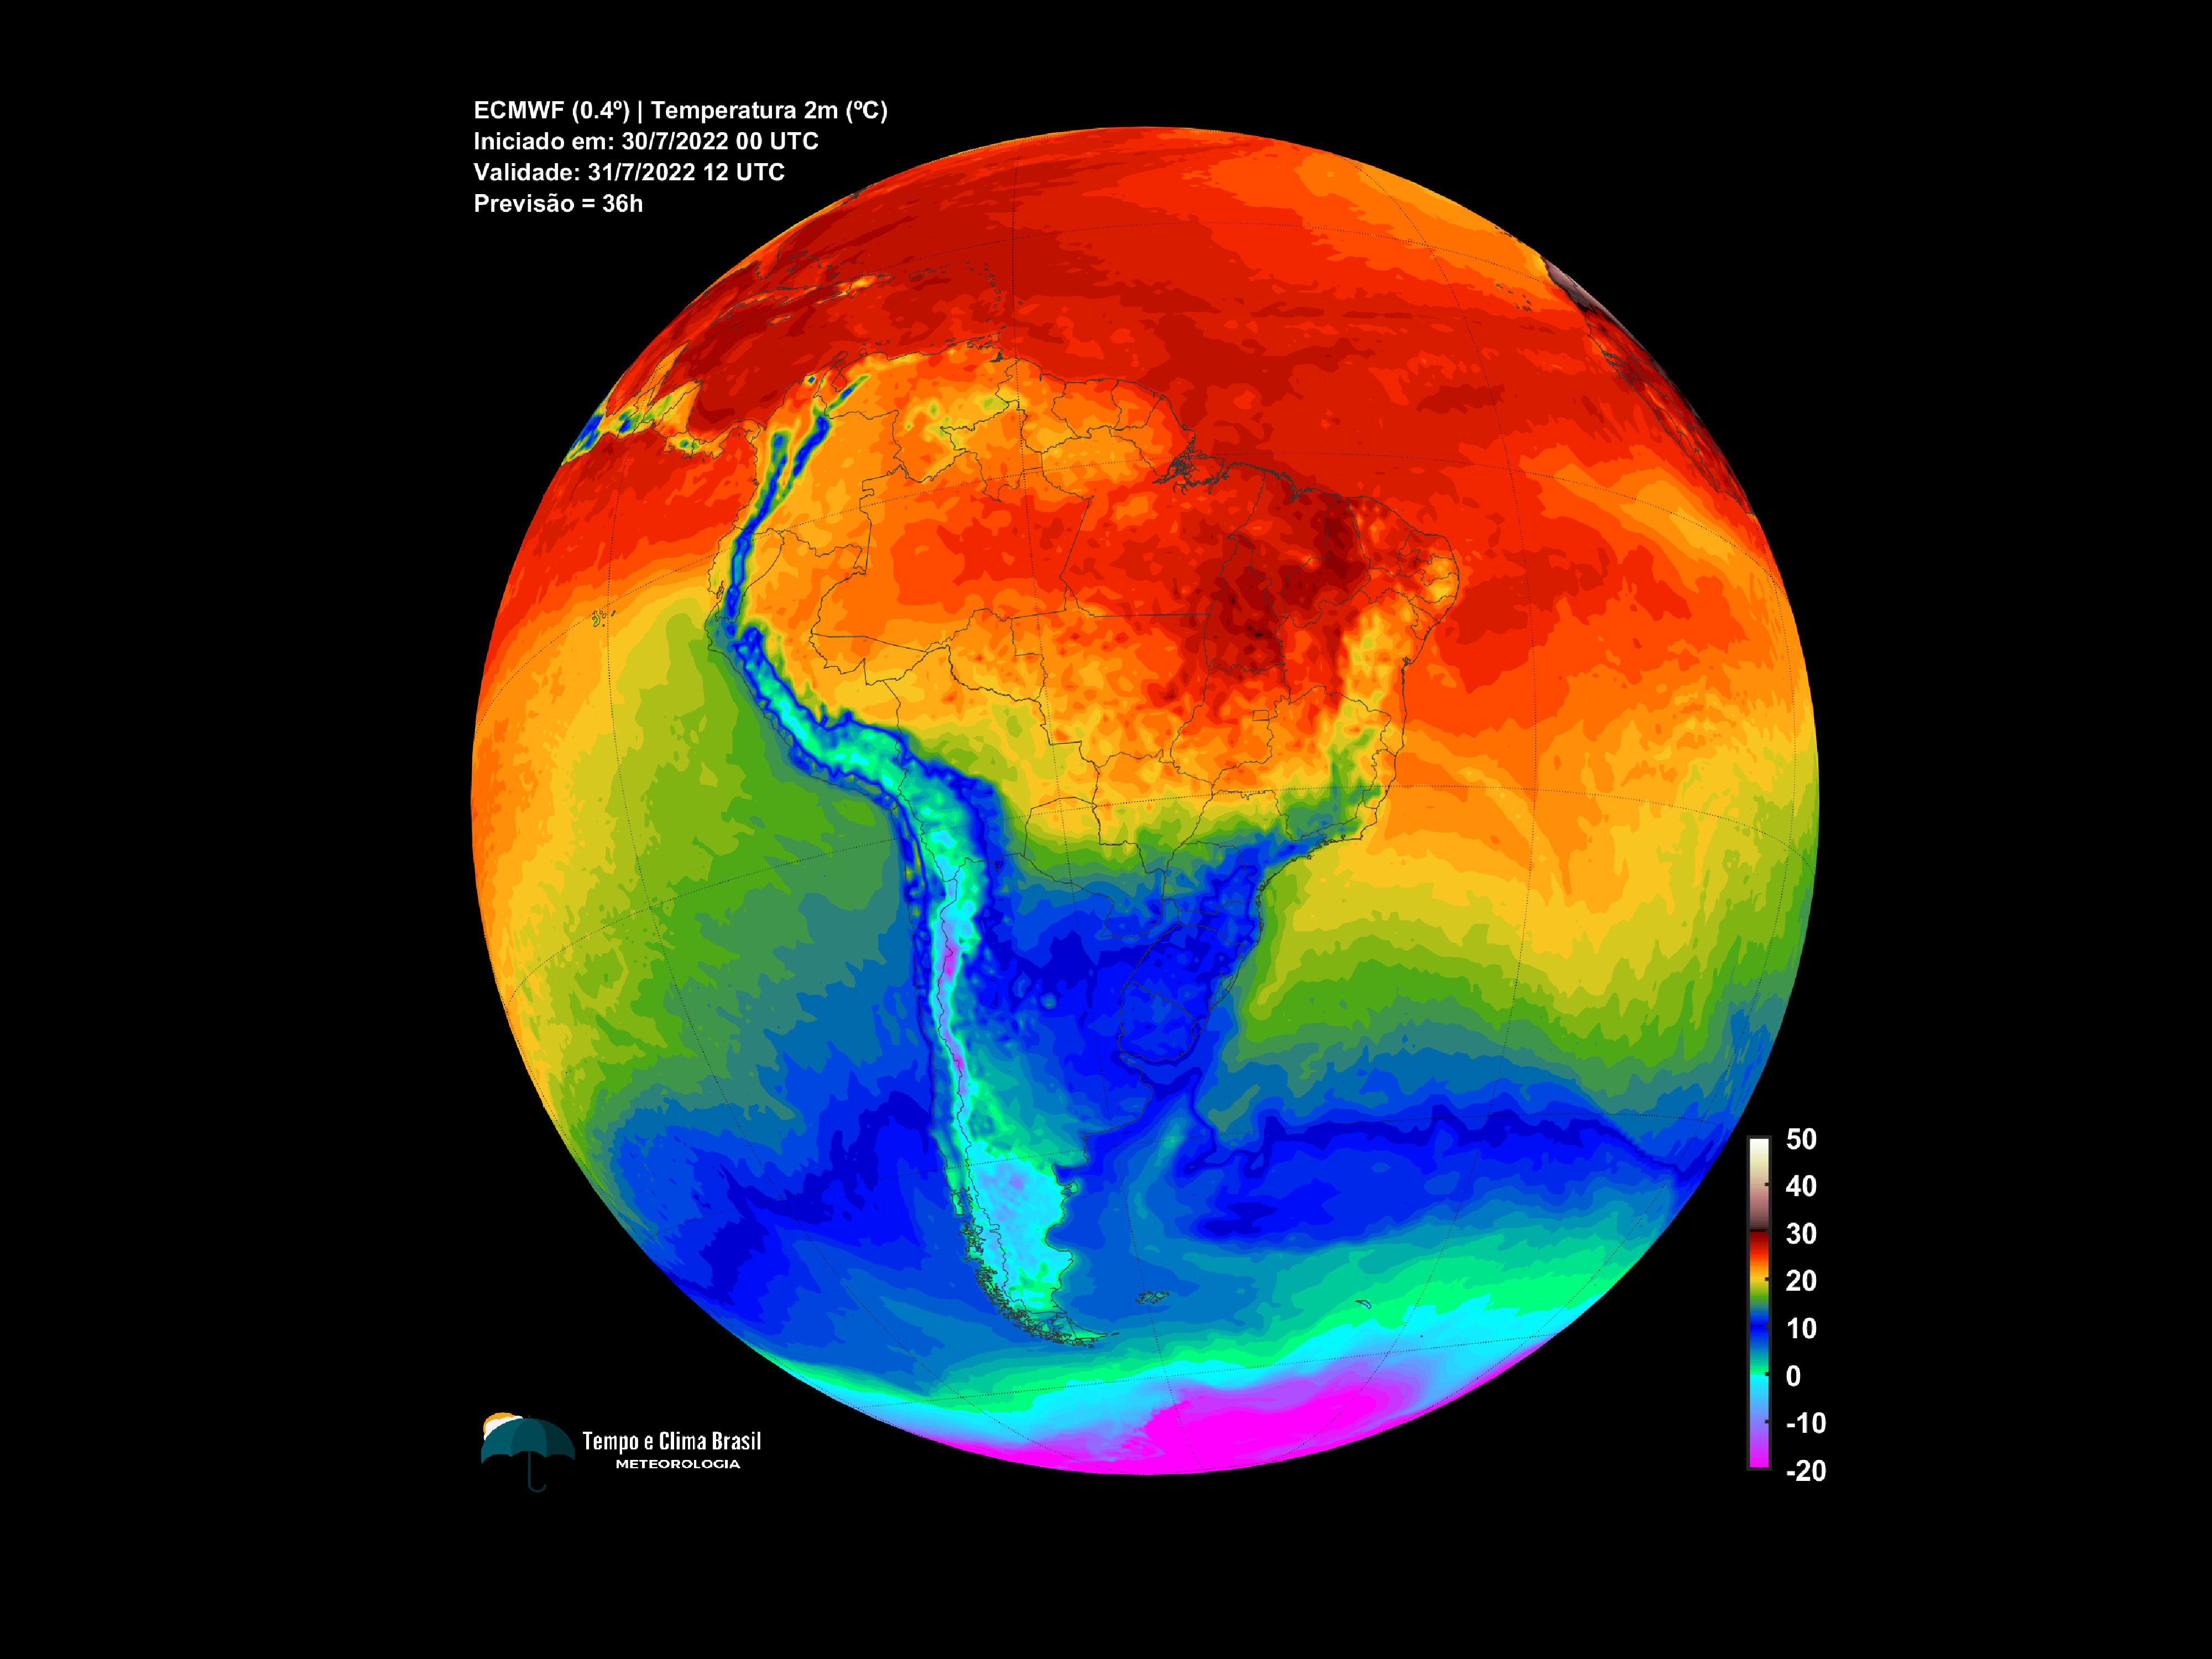 ECMWF (0.4º) | Temperatura 2m (ºC)
Iniciado em: 30/7/2022 00 UTC
Validade: 31/7/2022 12 UTC
Previsão = 36h
50
40
30
20
10
0
-10
-20
Tempo e Clima Brasil
METEOROLOGIA